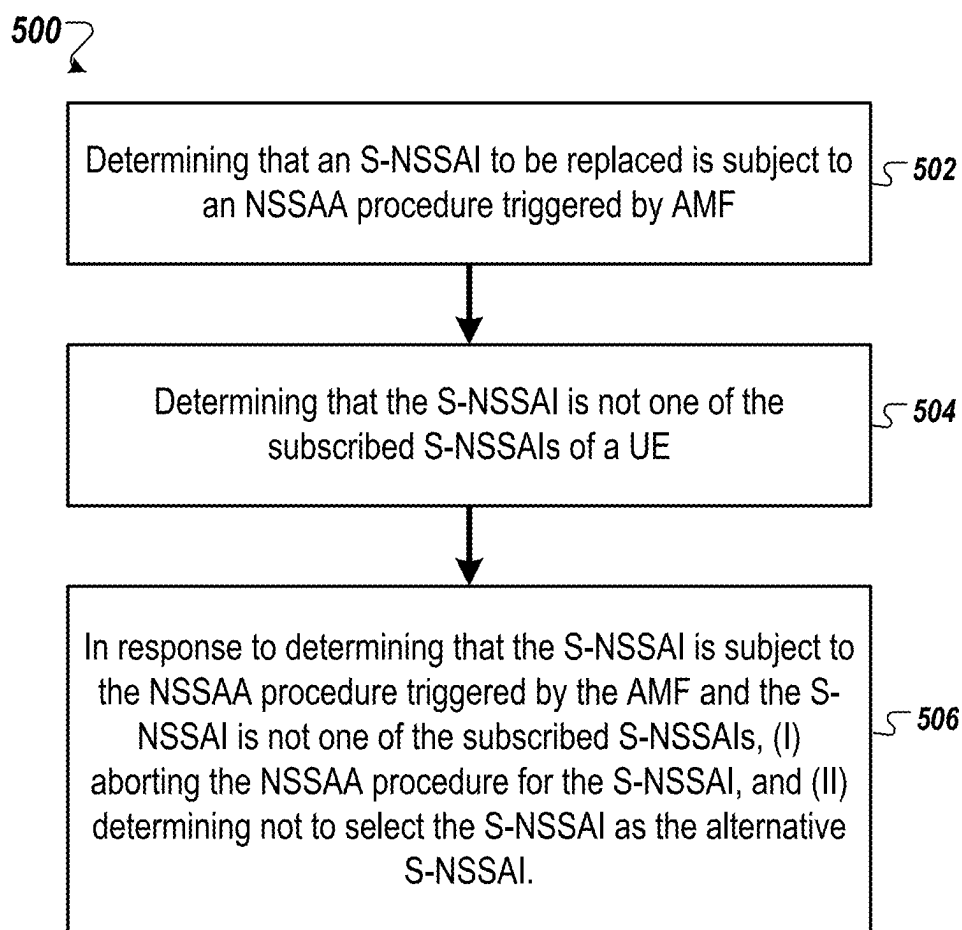 500
Determining that an S-NSSAI to be replaced is subject to
an NSSAA procedure triggered by AMF
502
Determining that the S-NSSAI is not one of the
subscribed S-NSSAIs of a UE
504
In response to determining that the S-NSSAI is subject to
the NSSAA procedure triggered by the AMF and the S-
NSSAI is not one of the subscribed S-NSSAIs, (I)
aborting the NSSAA procedure for the S-NSSAI, and (II)
determining not to select the S-NSSAI as the alternative
S-NSSAI.
506